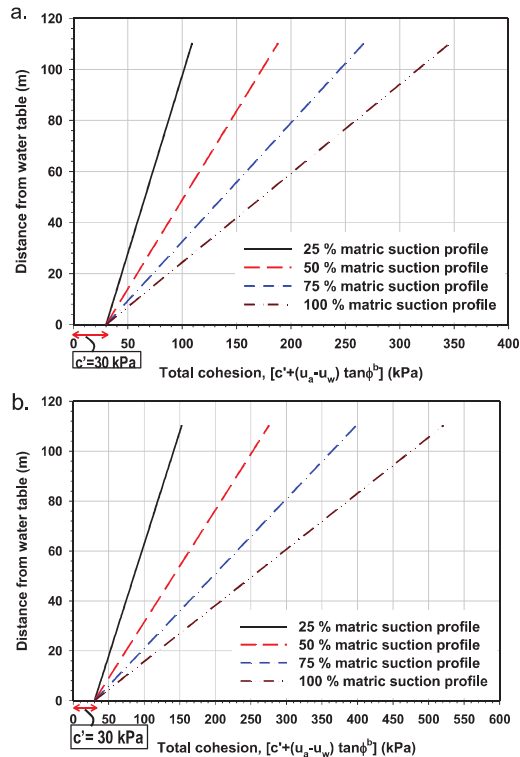 a.
120
100
80
60
40
20
0
Distance from water table (m)
25 % matric suction profile
50 % matric suction profile
75 % matric suction profile
100 % matric suction profile
0 50 100 150 200 250 300 350 400
c'=30 kPa
Total cohesion, [c'+(ua-uw) tanϕb] (kPa)
b.
120
100
80
60
40
20
0
Distance from water table (m)
25 % matric suction profile
50 % matric suction profile
75 % matric suction profile
100 % matric suction profile
0 50 100 150 200 250 300 350 400 450 500 550 600
c'= 30 kPa
Total cohesion, [c'+(ua-uw) tanϕb] (kPa)